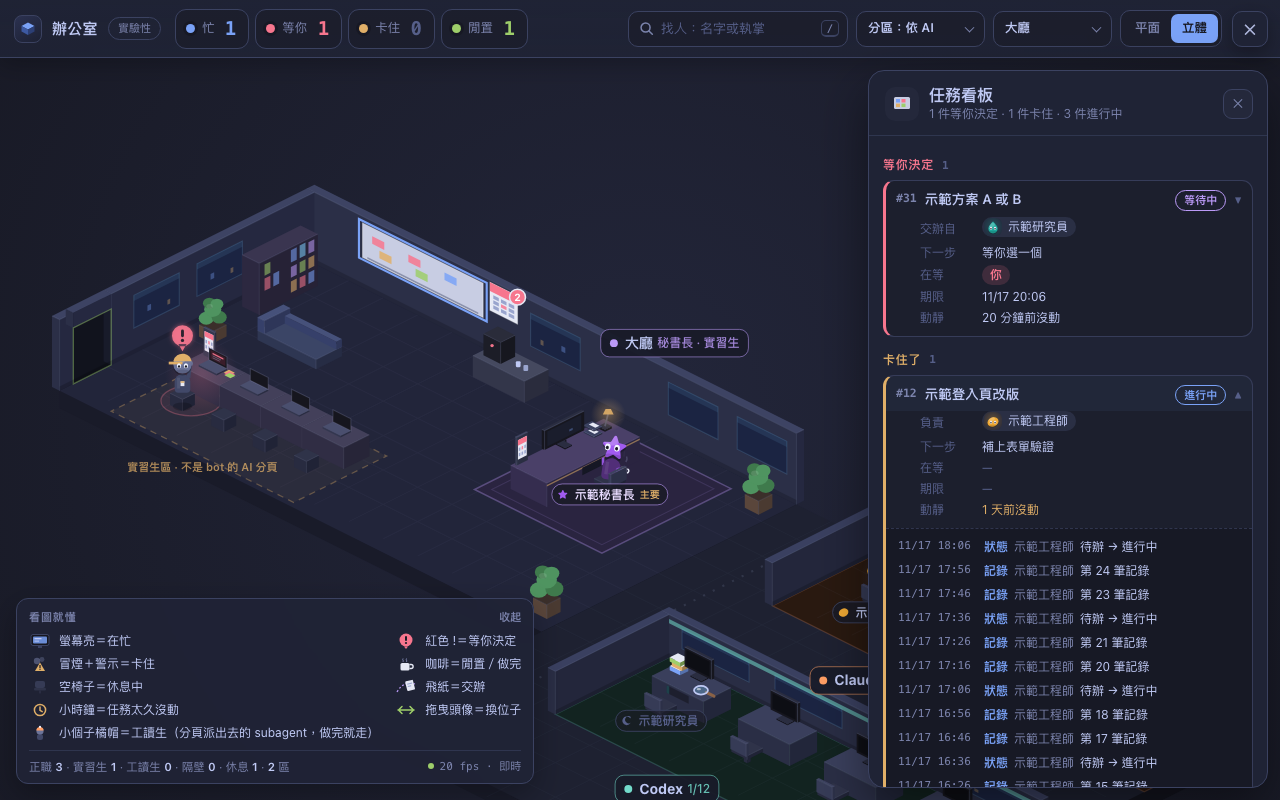 辦公室 實驗性 忙 1 等你 1 卡住 0 閒置 1 找人：名字或執掌 / 分區：依 AI 大廳 平面 立體
任務看板
1 件等你決定 · 1 件卡住 · 3 件進行中
等你決定 1
#31 示範方案 A 或 B 等待中
交辦自 示範研究員
下一步 等你選一個
在等 你
期限 11/17 20:06
動靜 20 分鐘前沒動
卡住了 1
#12 示範登入頁改版 進行中
負責 示範工程師
下一步 補上表單驗證
在等 —
期限 —
動靜 1 天前沒動
11/17 18:06 狀態 示範工程師 待辦 → 進行中
11/17 17:56 記錄 示範工程師 第 24 筆記錄
11/17 17:46 記錄 示範工程師 第 23 筆記錄
11/17 17:36 狀態 示範工程師 待辦 → 進行中
11/17 17:26 記錄 示範工程師 第 21 筆記錄
11/17 17:16 記錄 示範工程師 第 20 筆記錄
11/17 17:06 狀態 示範工程師 待辦 → 進行中
11/17 16:56 記錄 示範工程師 第 18 筆記錄
11/17 16:46 記錄 示範工程師 第 17 筆記錄
11/17 16:36 狀態 示範工程師 待辦 → 進行中
11/17 16:26 記錄 示範工程師 第 15 筆記錄
2
大廳 秘書長 · 實習生
實習生區 · 不是 bot 的 AI 分頁
示範秘書長 主要
示
Claud
示範研究員
Codex 1/12
看圖就懂 收起
螢幕亮＝在忙
紅色 !＝等你決定
冒煙＋警示＝卡住
咖啡＝閒置 / 做完
空椅子＝休息中
飛紙＝交辦
小時鐘＝任務太久沒動
拖曳頭像＝換位子
小個子橘帽＝工讀生（分頁派出去的 subagent，做完就走）
正職 3 · 實習生 1 · 工讀生 0 · 隔壁 0 · 休息 1 · 2 區
20 fps · 即時